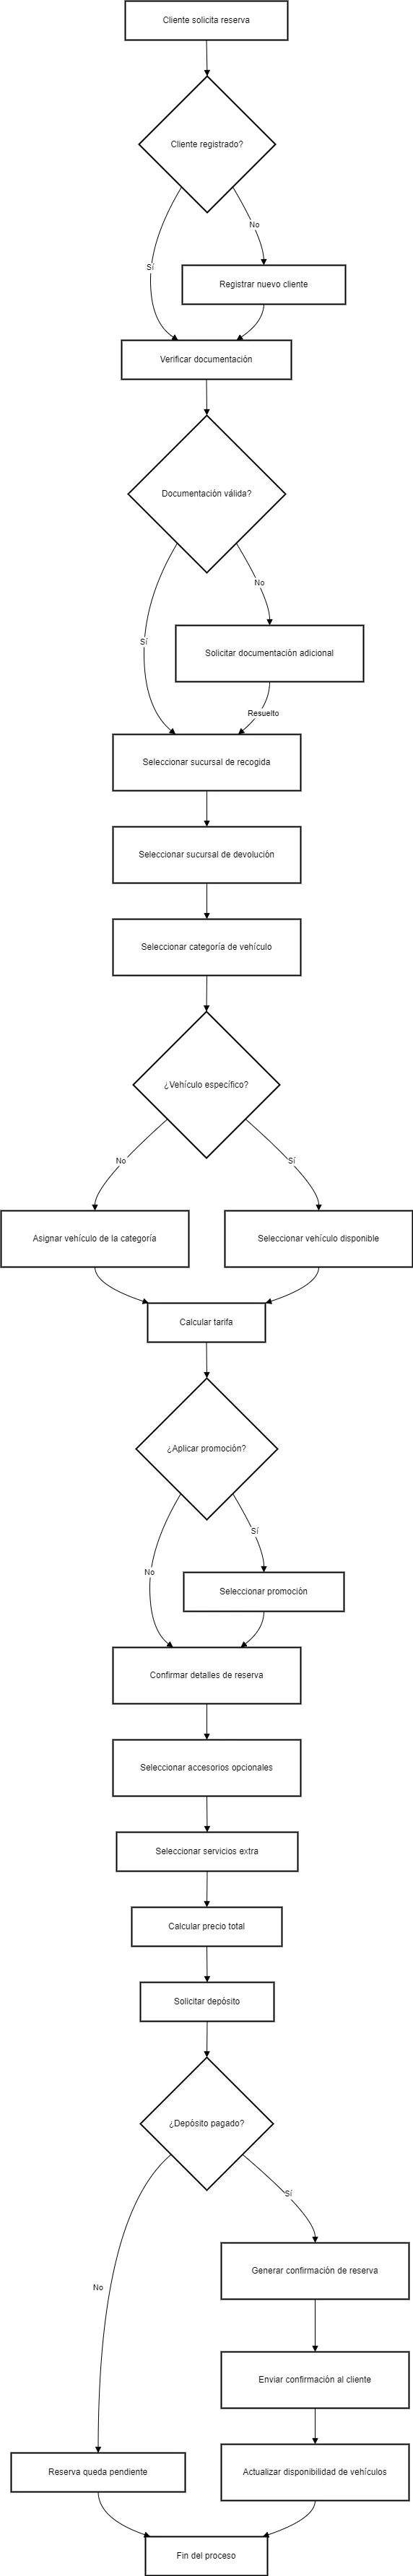 Cliente solicita reserva
Cliente registrado?
No
Sí
Registrar nuevo cliente
Verificar documentación
Documentación válida?
No
Sí
Solicitar documentación adicional
Resuelto
Seleccionar sucursal de recogida
Seleccionar sucursal de devolución
Seleccionar categoría de vehículo
¿Vehículo específico?
No
Sí
Asignar vehículo de la categoría
Seleccionar vehículo disponible
Calcular tarifa
¿Aplicar promoción?
Sí
No
Seleccionar promoción
Confirmar detalles de reserva
Seleccionar accesorios opcionales
Seleccionar servicios extra
Calcular precio total
Solicitar depósito
¿Depósito pagado?
Sí
Generar confirmación de reserva
No
Enviar confirmación al cliente
Reserva queda pendiente
Actualizar disponibilidad de vehículos
Fin del proceso